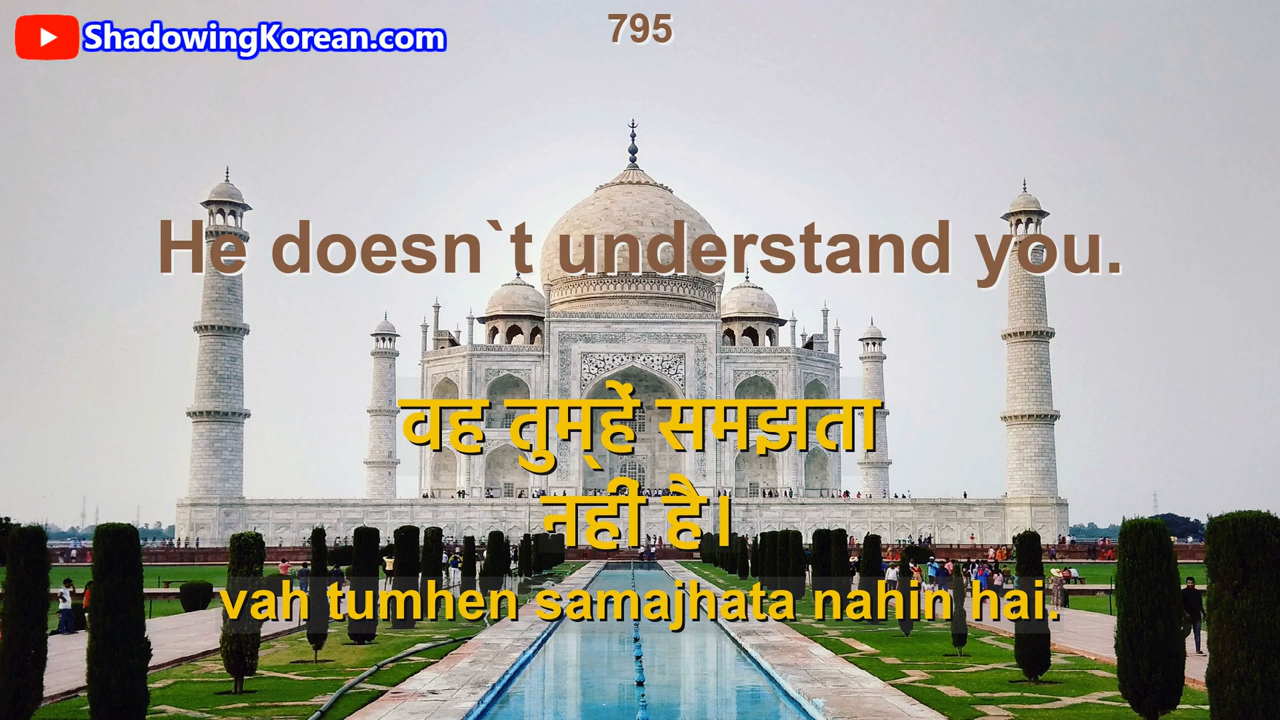 ShadowingKorean.com
795
He doesn`t understand you.
वह तुम्हें समझता
नहीं है।
vah tumhen samajhata nahin hai.